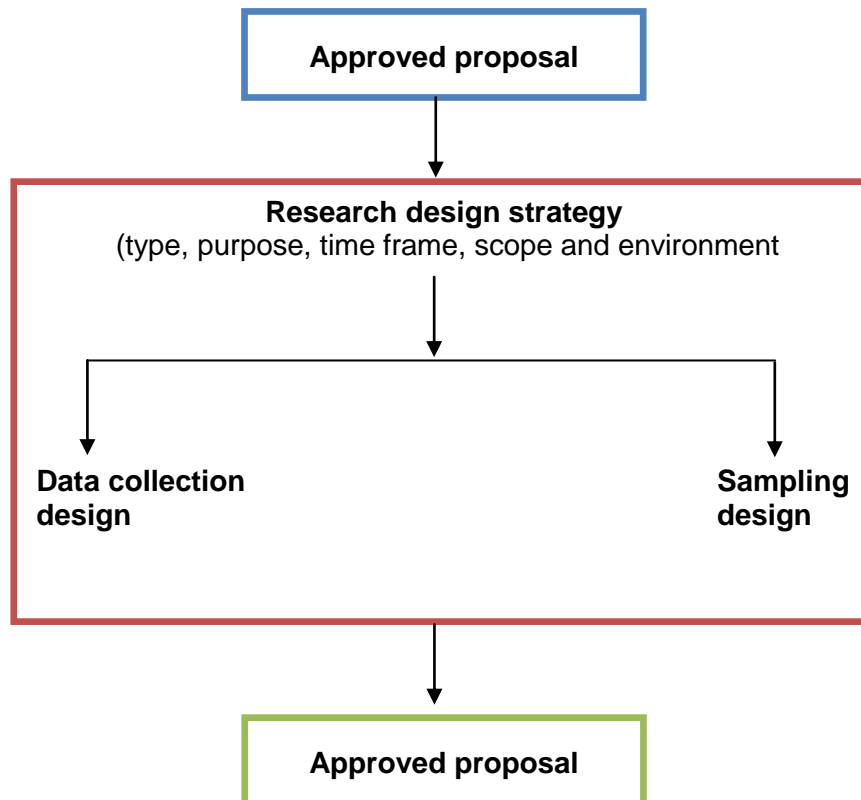 Approved proposal
Research design strategy
(type, purpose, time frame, scope and environment
Data collection
design
Sampling
design
Approved proposal